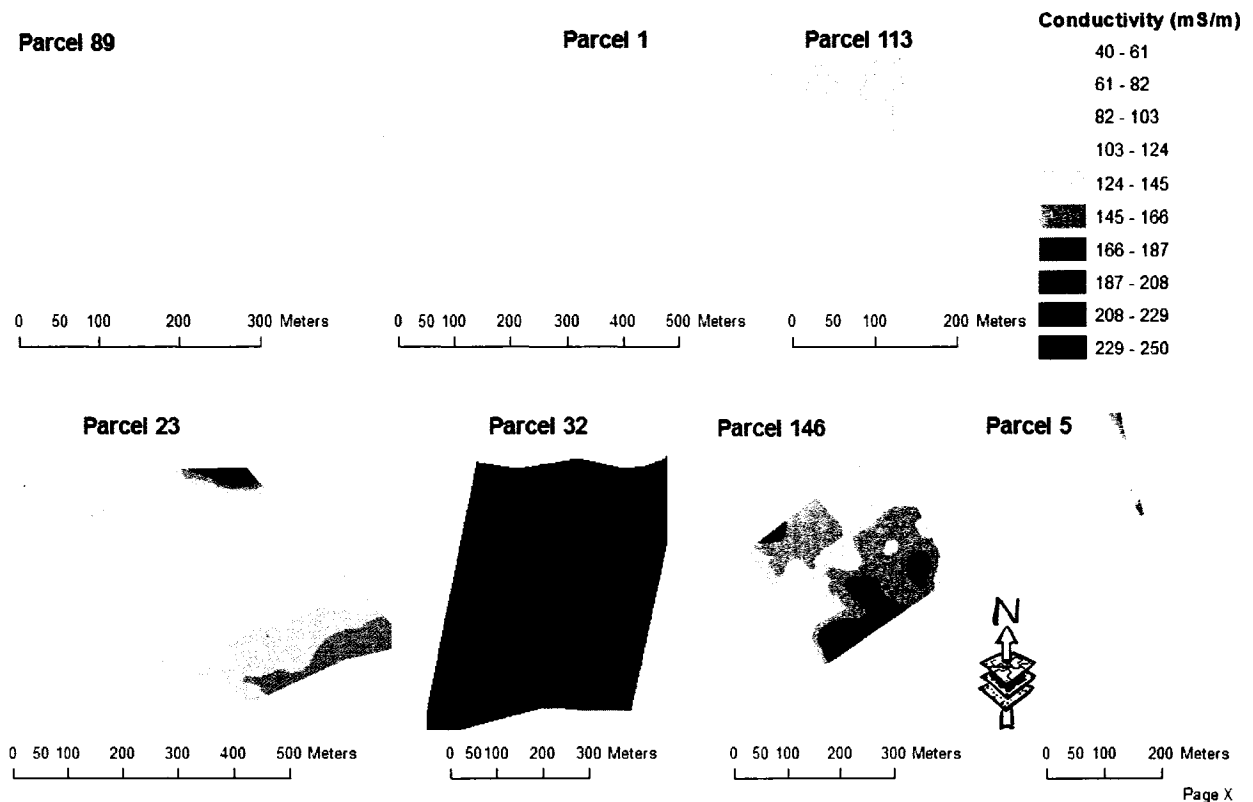 Parcel 89
Parcel 1
Parcel 113
Conductivity (mS/m)
40 - 61
61 - 82
82 - 103
103 - 124
124 - 145
145 - 166
166 - 187
187 - 208
208 - 229
229 - 250
0 50 100 200 300 Meters
0 50 100 200 300 400 500 Meters
0 50 100 200 Meters
Parcel 23
Parcel 32
Parcel 146
Parcel 5
N
0 50 100 200 300 400 500 Meters
0 50 100 200 300 Meters
0 50 100 200 300 Meters
0 50 100 200 Meters
Page X